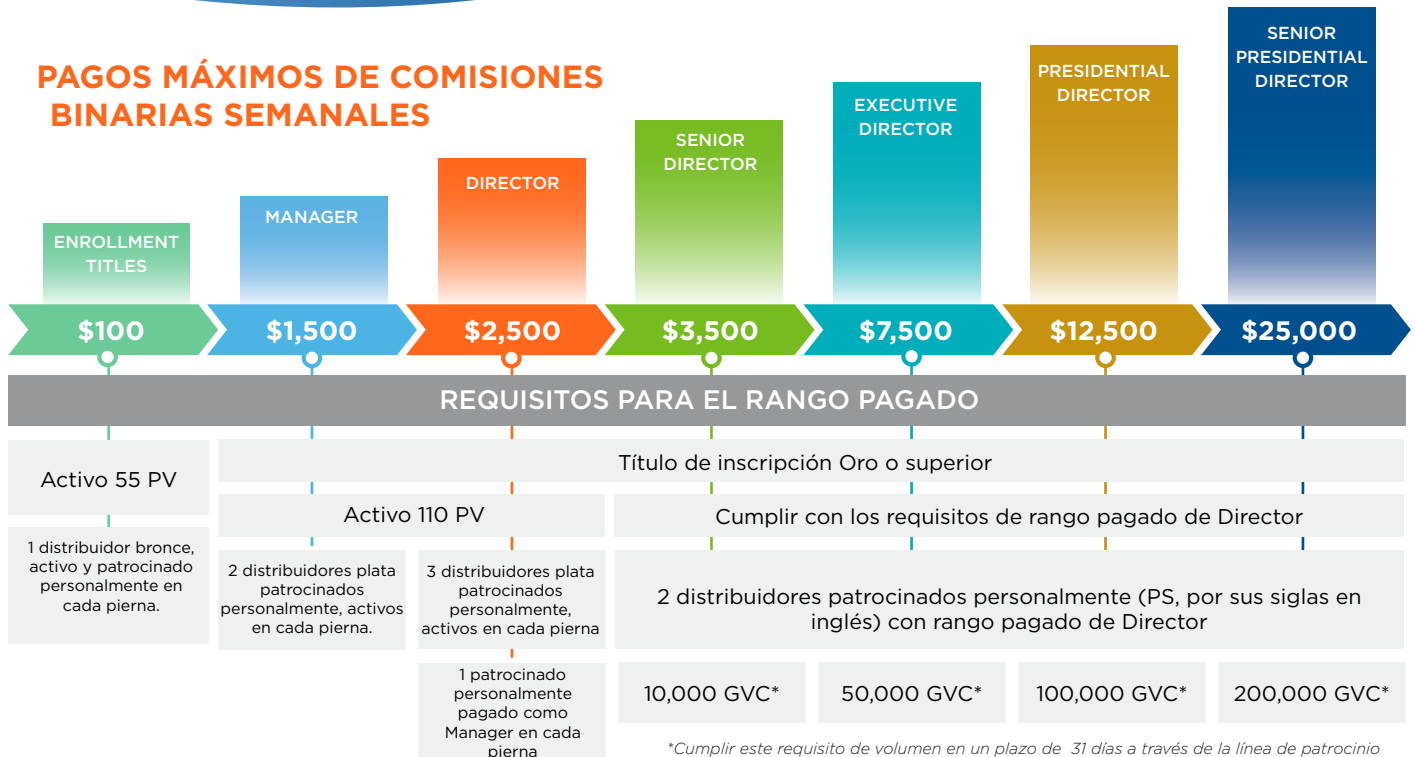 PAGOS MÁXIMOS DE COMISIONES
BINARIAS SEMANALES
ENROLLMENT
TITLES
MANAGER
DIRECTOR
SENIOR
DIRECTOR
EXECUTIVE
DIRECTOR
PRESIDENTIAL
DIRECTOR
SENIOR
PRESIDENTIAL
DIRECTOR
$100
$1,500
$2,500
$3,500
$7,500
$12,500
$25,000
REQUISITOS PARA EL RANGO PAGADO
Activo 55 PV
Título de inscripción Oro o superior
Activo 110 PV
Cumplir con los requisitos de rango pagado de Director
1 distribuidor bronce,
activo y patrocinado
personalmente en
cada pierna.
2 distribuidores plata
patrocinados
personalmente, activos
en cada pierna.
3 distribuidores plata
patrocinados
personalmente,
activos en cada pierna
2 distribuidores patrocinados personalmente (PS, por sus siglas en
inglés) con rango pagado de Director
1 patrocinado
personalmente
pagado como
Manager en cada
pierna
10,000 GVC*
50,000 GVC*
100,000 GVC*
200,000 GVC*
*Cumplir este requisito de volumen en un plazo de 31 días a través de la línea de patrocinio